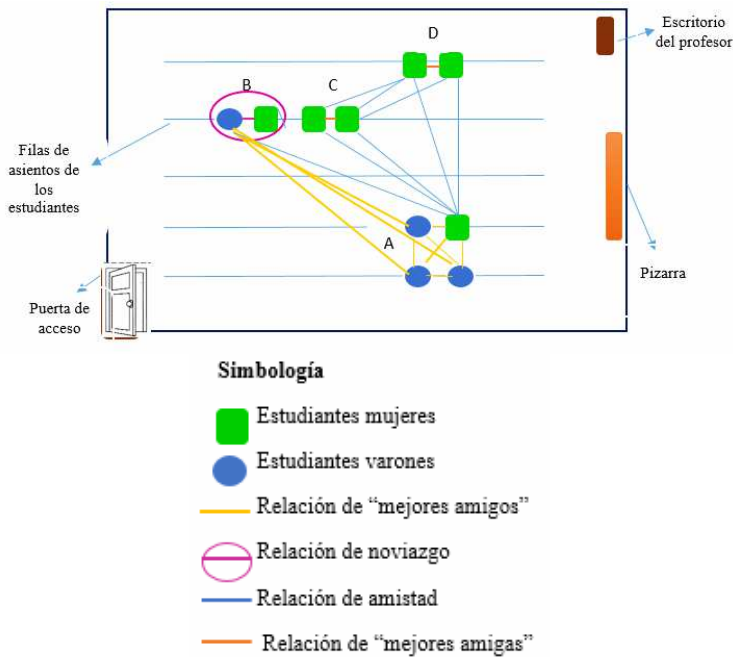 Escritorio
del profesor
D
B
C
Filas de
asientos de
los
estudiantes
A
Pizarra
Puerta de
acceso
Simbología
Estudiantes mujeres
Estudiantes varones
Relación de “mejores amigos”
Relación de noviazgo
Relación de amistad
Relación de “mejores amigas”